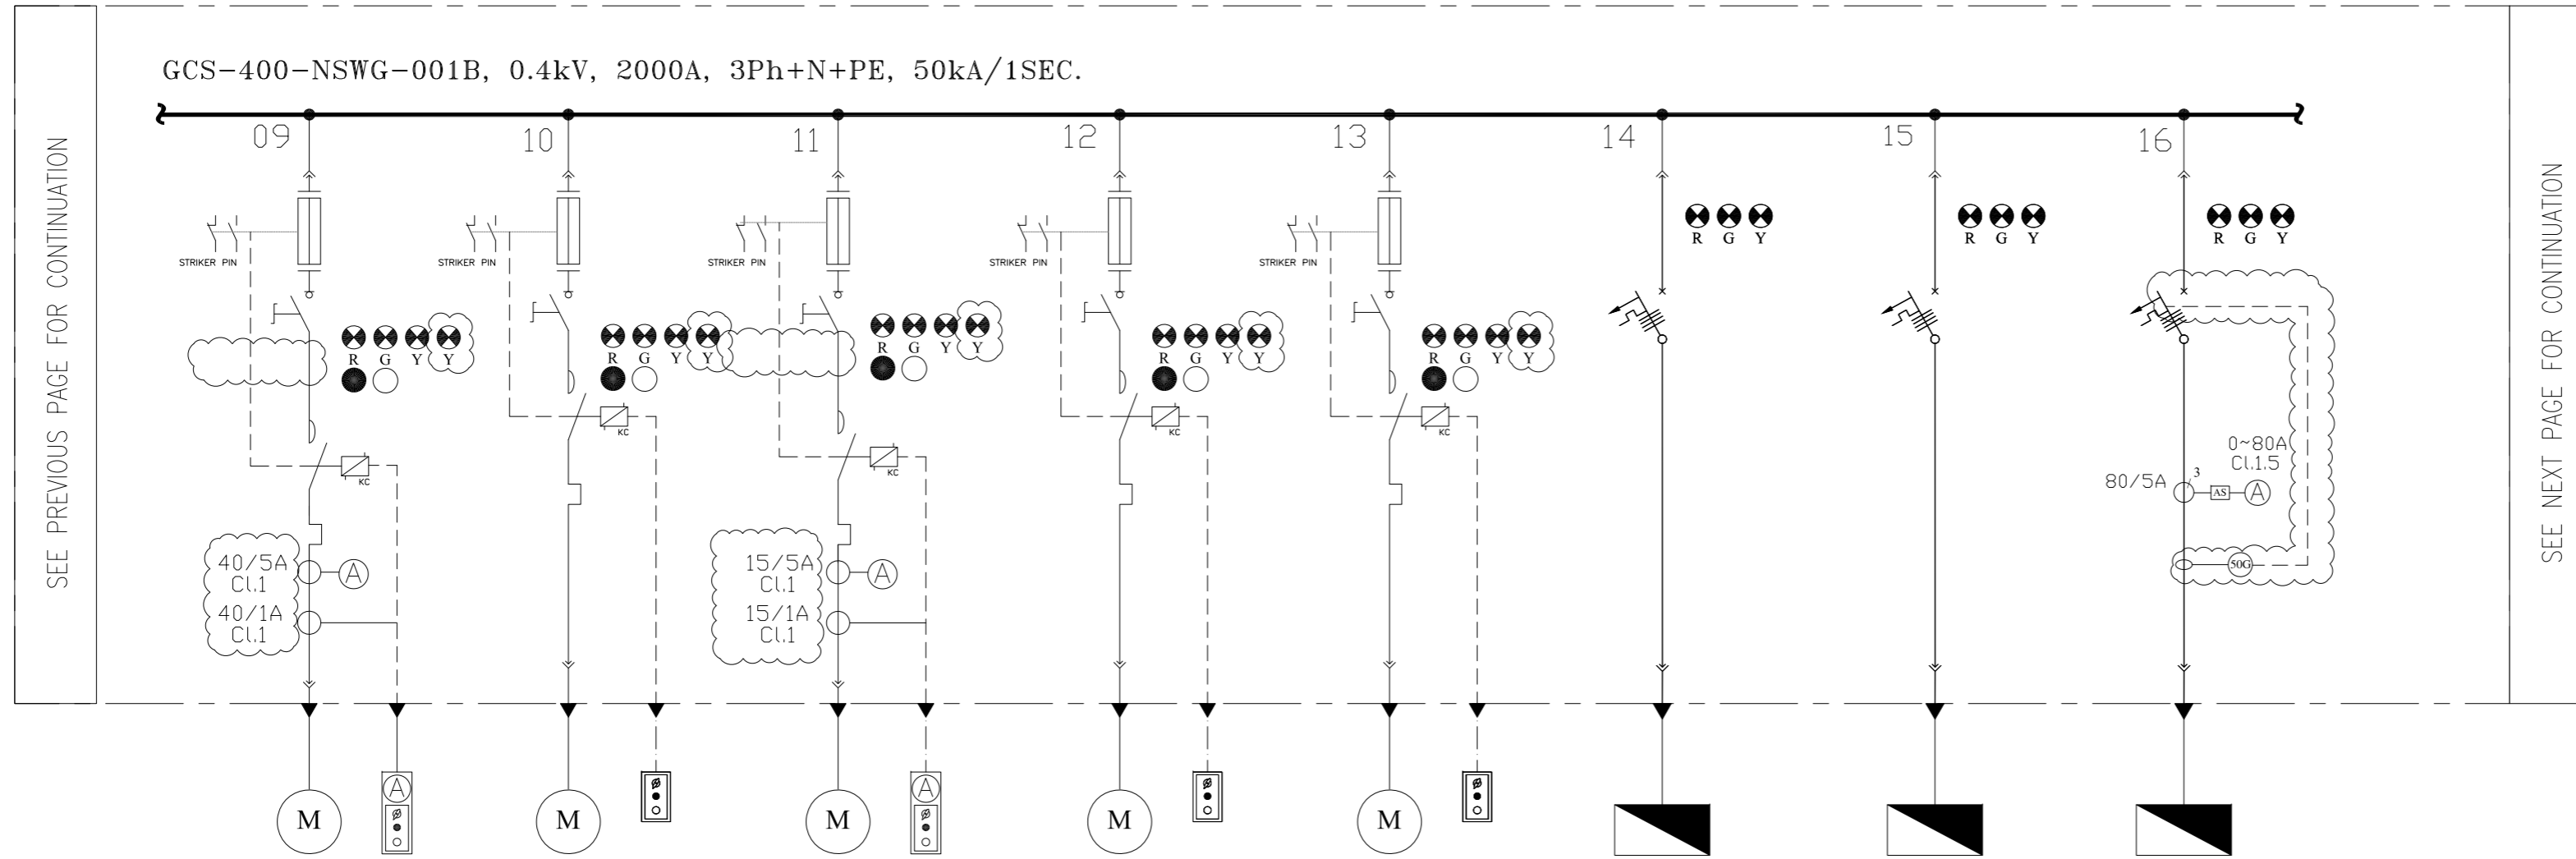 GCS-400-NSWG-001B, 0.4kV, 2000A, 3Ph+N+PE, 50kA/1SEC.
SEE PREVIOUS PAGE FOR CONTINUATION
SEE NEXT PAGE FOR CONTINUATION
09
10
11
12
13
14
15
16
R G Y
R G Y
R G Y
STRIKER PIN
STRIKER PIN
STRIKER PIN
STRIKER PIN
STRIKER PIN
R G Y Y
R G Y Y
R G Y Y
R G Y Y
R G Y Y
KC
KC
KC
KC
KC
0~80A
Cl.1.5
80/5A
3
AS
A
40/5A
Cl.1
A
40/1A
Cl.1
15/5A
Cl.1
A
15/1A
Cl.1
50G
A
A
M
M
M
M
M